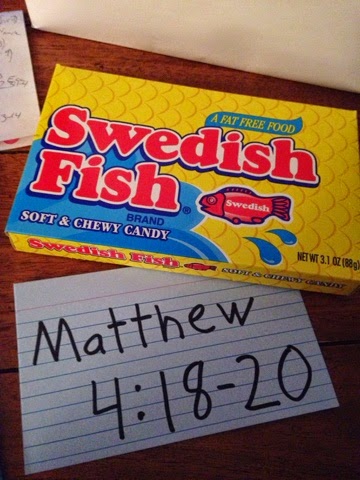 A FAT FREE FOOD
Swedish
Fish®
BRAND
SOFT & CHEWY CANDY
Swedish
NET WT 3.1 OZ (88g)
Swedish Fish SOFT & CHEWY CANDY
Matthew
4:18-20